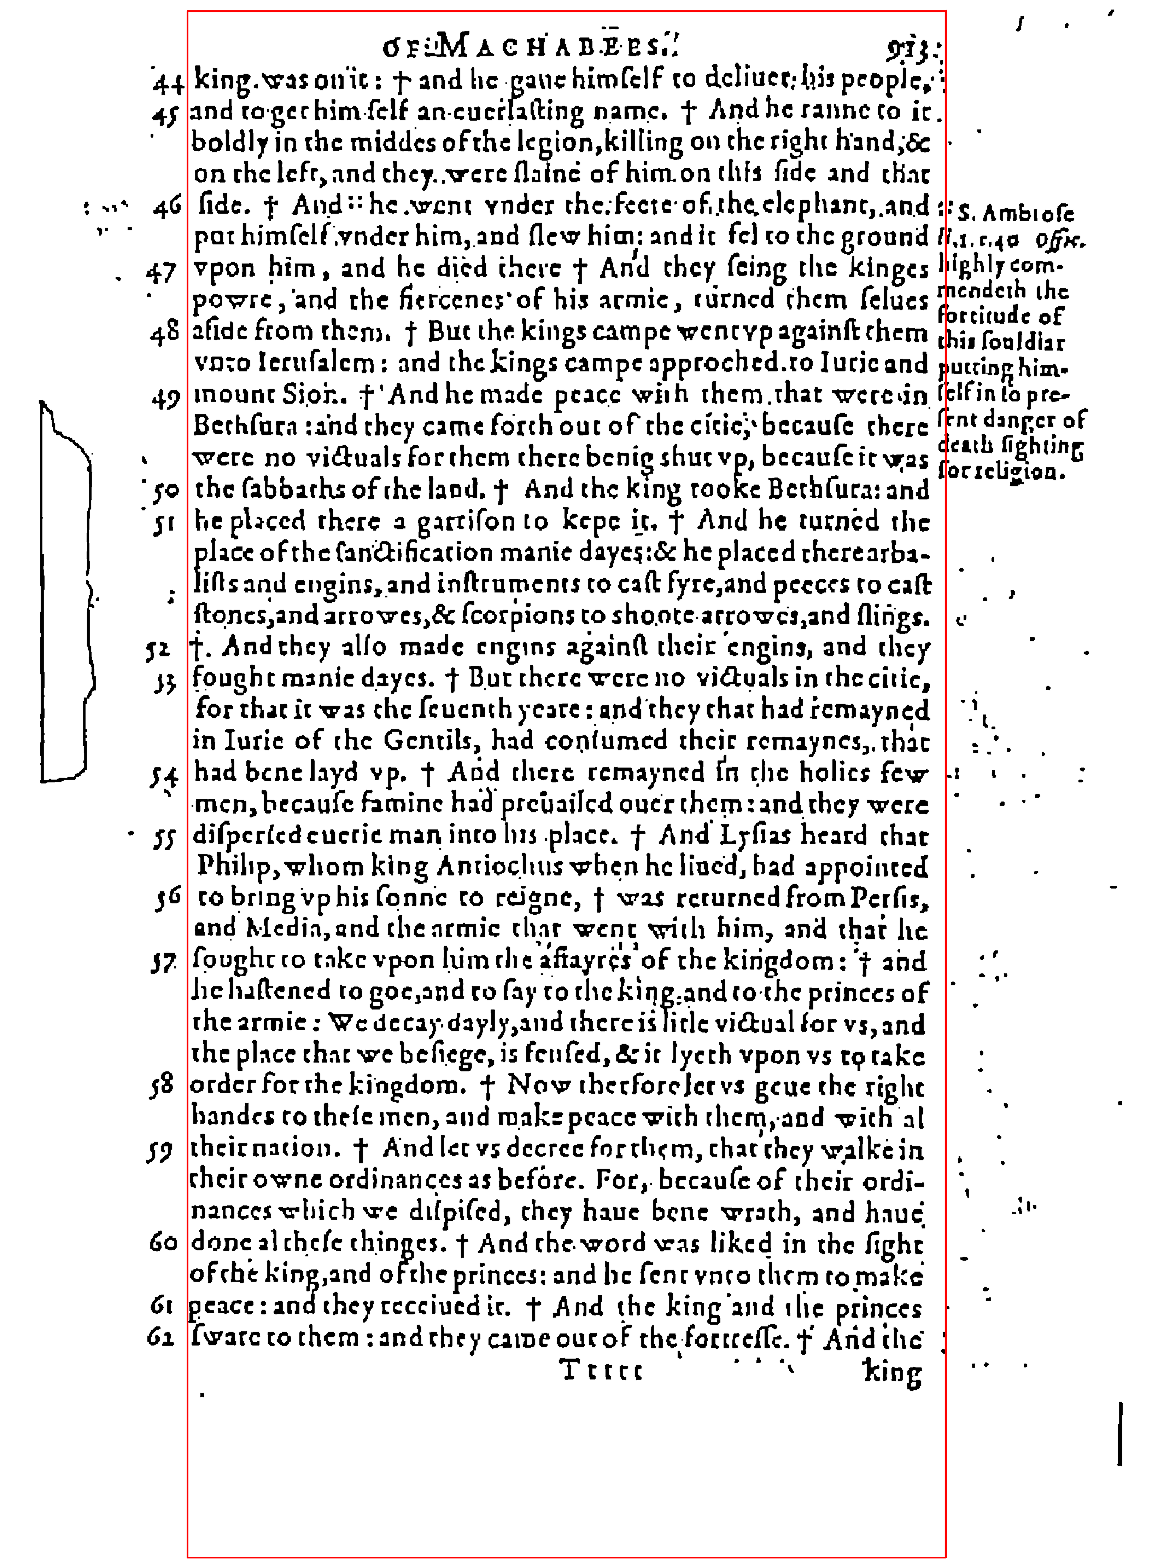 OF MACHABEES. 913.
44 king was on it: † and he gaue himſelf to deliuer his people,
45 and to get him ſelf an euerlaſting name. † And he ranne to it
boldly in the middes of the legion, killing on the right hand, &
on the left, and they were ſlaine of him on this ſide and that
46 ſide. † And :: he went vnder the feete of the elephant, and
put himſelf vnder him, and ſlew him: and it fel to the ground
47 vpon him, and he died there † And they ſeing the kinges
powre, and the fiercenes of his armie, turned them ſelues
48 aſide from them. † But the kings campe went vp againſt them
vnto Ieruſalem: and the kings campe approched to Iurie and
49 mount Sion. † And he made peace with them that were in
Bethſura: and they came forth out of the citie, becauſe there
were no victuals for them there benig shut vp, becauſe it was
50 the ſabbaths of the land. † And the king tooke Bethſura: and
51 he placed there a garriſon to kepe it. † And he turned the
place of the ſanctification manie dayes: & he placed there arba-
liſts and engins, and inſtruments to caſt fyre, and peeces to caſt
ſtones, and arrowes, & ſcorpions to shoote arrowes, and ſlings.
52 †. And they alſo made engins againſt their engins, and they
53 fought manie dayes. † But there were no victuals in the citie,
for that it was the ſeuenth yeare: and they that had remayned
in Iurie of the Gentils, had conſumed their remaynes, that
54 had bene layd vp. † And there remayned in the holies few
men, becauſe famine had preuailed ouer them: and they were
55 diſperſed euerie man into his place. † And Lyſias heard that
Philip, whom king Antiochus when he liued, had appointed
56 to bring vp his ſonne to reigne, † was returned from Perſis,
and Media, and the armie that went with him, and that he
57 ſought to take vpon him the affayres of the kingdom: † and
he haſtened to goe, and to ſay to the king, and to the princes of
the armie: We decay dayly, and there is litle victual for vs, and
the place that we beſiege, is fenſed, & it lyeth vpon vs to take
58 order for the kingdom. † Now therfore let vs geue the right
handes to theſe men, and make peace with them, and with al
59 their nation. † And let vs decree for them, that they walke in
their owne ordinances as before. For, becauſe of their ordi-
nances which we diſpiſed, they haue bene wrath, and haue
60 done al theſe thinges. † And the word was liked in the ſight
of the king, and of the princes: and he ſent vnto them to make
61 peace: and they receiued it. † And the king and the princes
62 ſware to them: and they came out of the fortreſſe. † And the
Ttttt king
:: S. Ambroſe
li. 1. c. 40 Offic.
highly com-
mendeth the
fortitude of
this ſouldiar
putting him-
ſelf in ſo pre-
ſent danger of
death fighting
for religion.